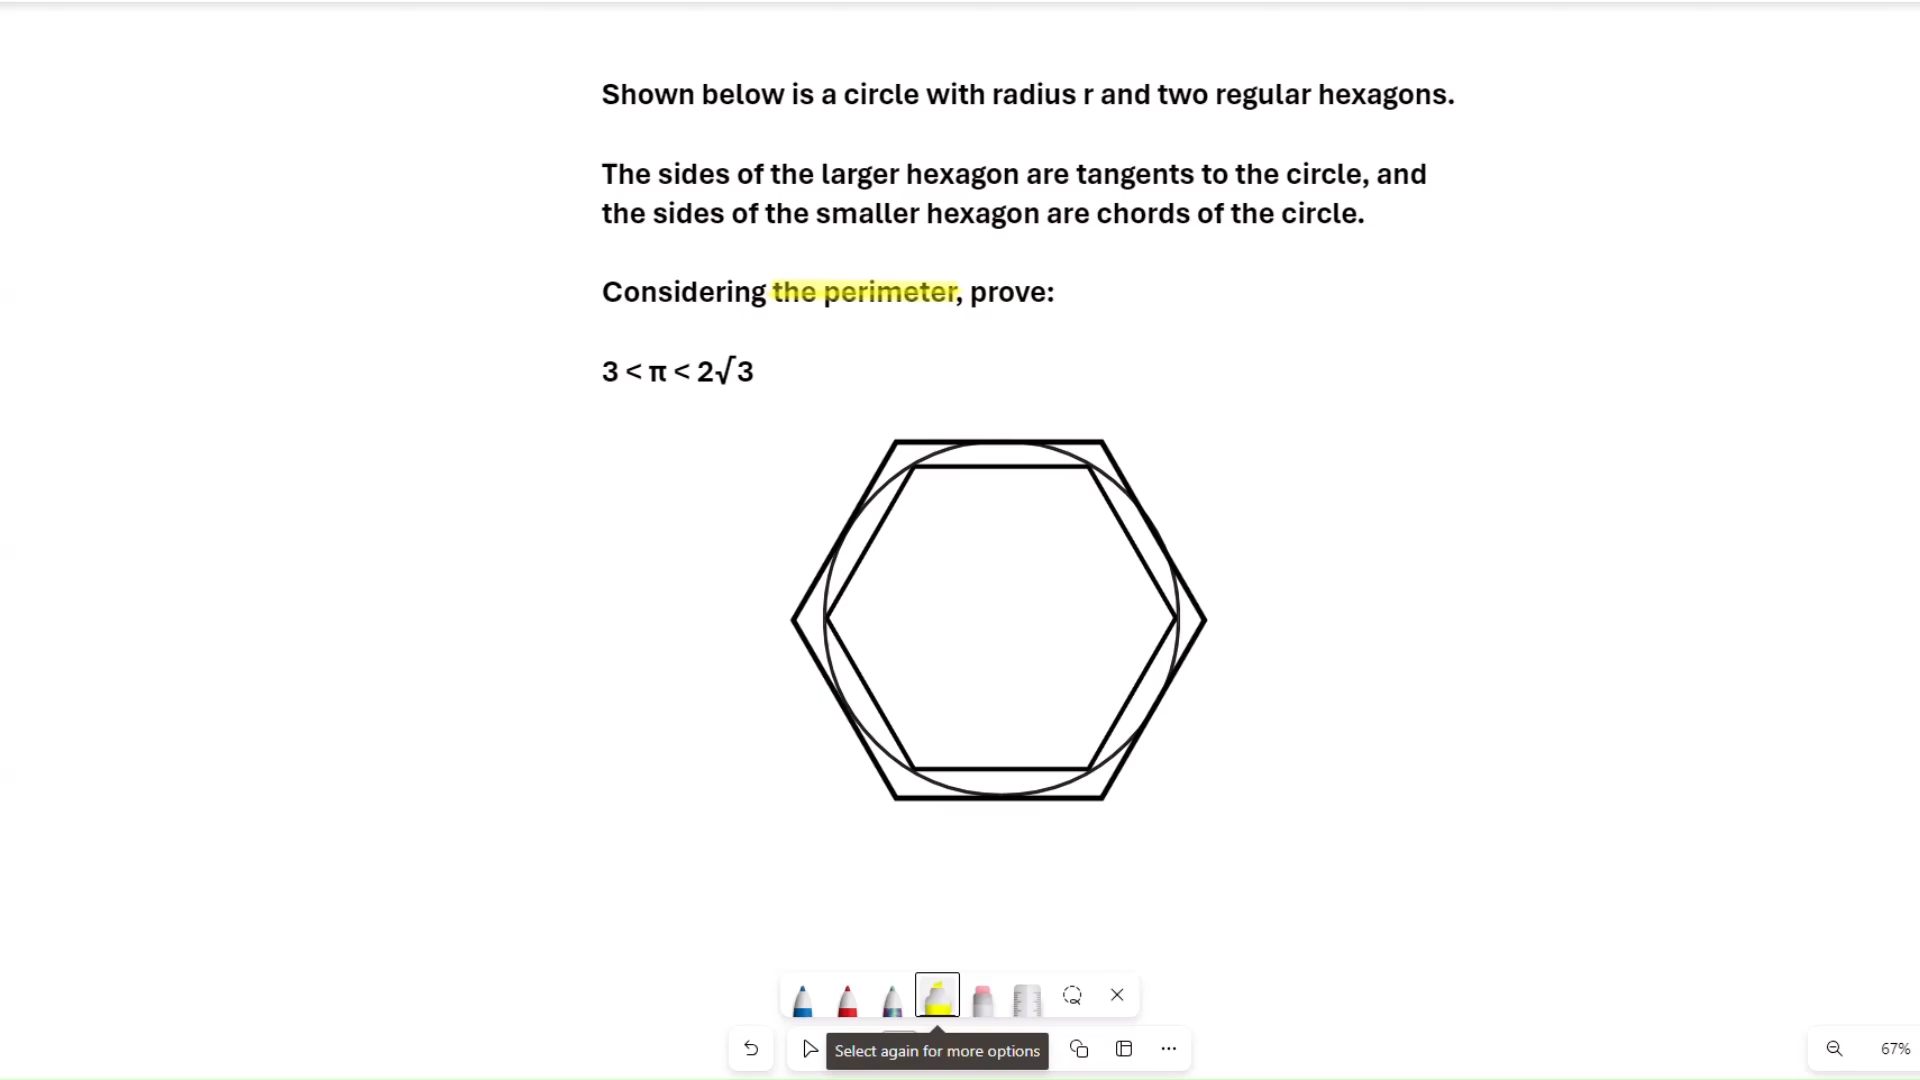 Shown below is a circle with radius r and two regular hexagons.
The sides of the larger hexagon are tangents to the circle, and
the sides of the smaller hexagon are chords of the circle.
Considering the perimeter, prove:
3 < π < 2√3
Select again for more options
67%